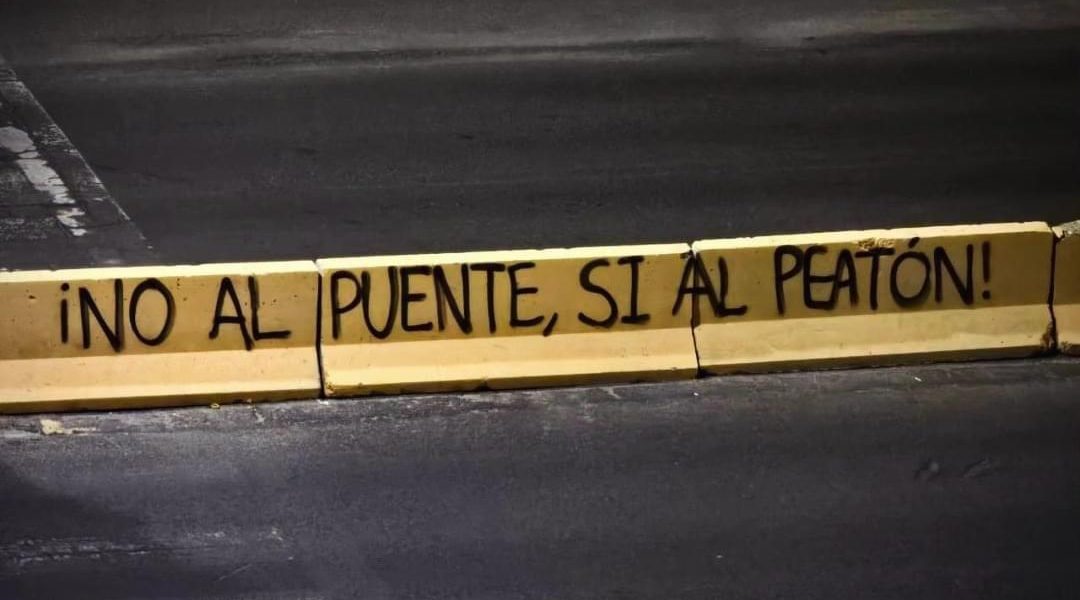 ¡NO AL PUENTE, SI AL PEATÓN!